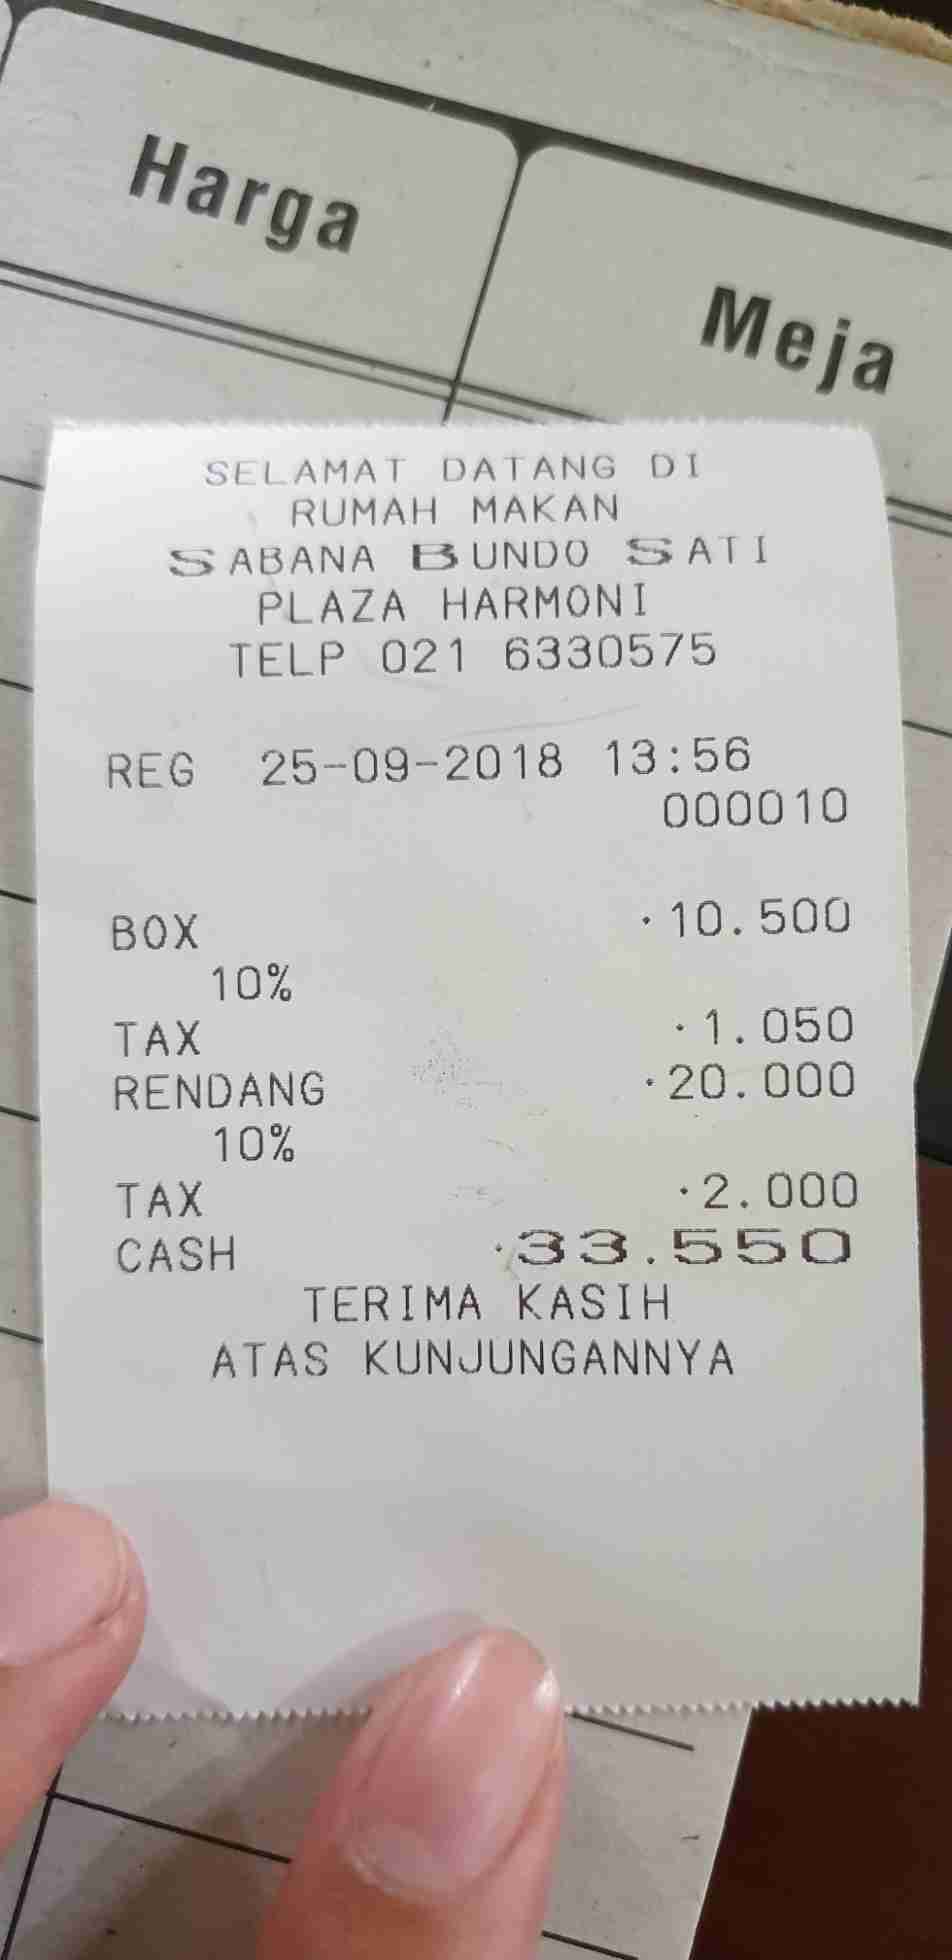 Harga
Meja
SELAMAT DATANG DI
RUMAH MAKAN
SABANA BUNDO SATI
PLAZA HARMONI
TELP 021 6330575
REG 25-09-2018 13:56
000010
BOX ·10.500
10%
TAX ·1.050
RENDANG ·20.000
10%
TAX ·2.000
CASH ·33.550
TERIMA KASIH
ATAS KUNJUNGANNYA